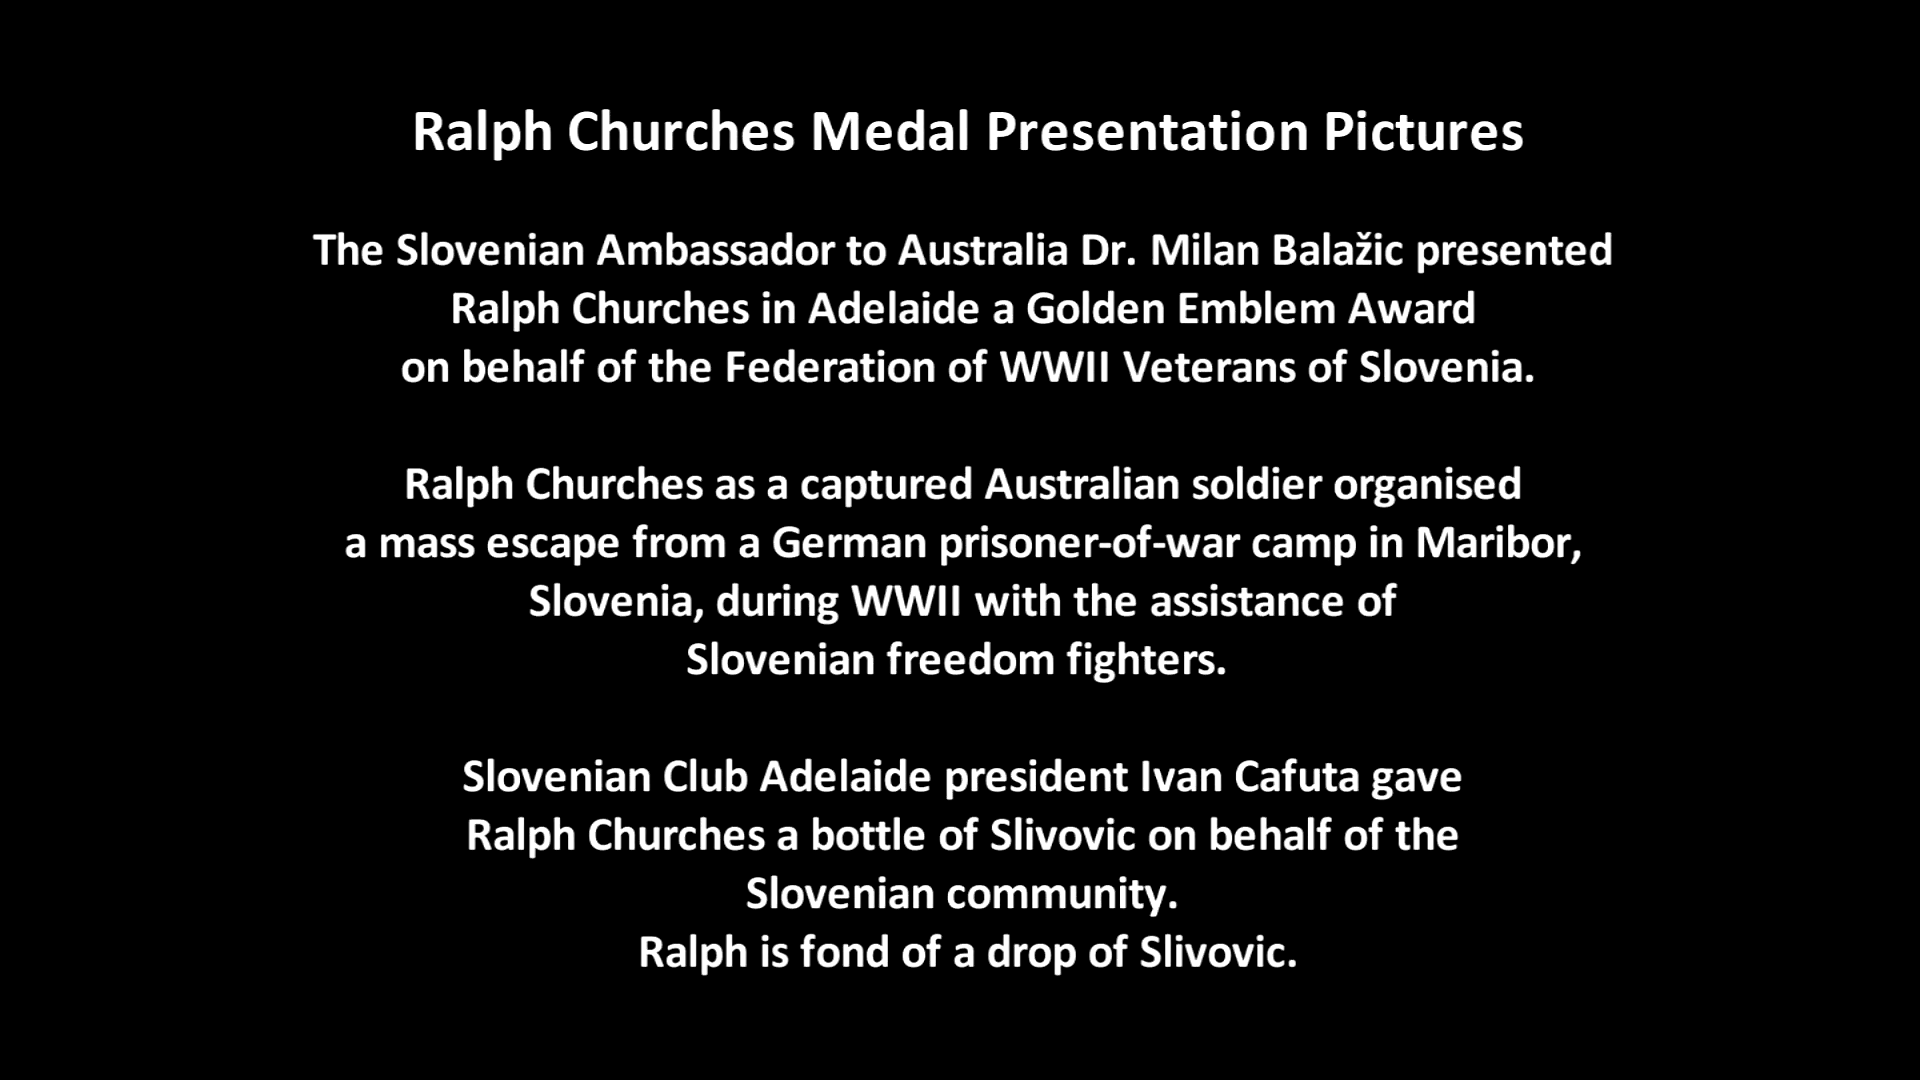 Ralph Churches Medal Presentation Pictures
The Slovenian Ambassador to Australia Dr. Milan Balažic presented
Ralph Churches in Adelaide a Golden Emblem Award
on behalf of the Federation of WWII Veterans of Slovenia.
Ralph Churches as a captured Australian soldier organised
a mass escape from a German prisoner-of-war camp in Maribor,
Slovenia, during WWII with the assistance of
Slovenian freedom fighters.
Slovenian Club Adelaide president Ivan Cafuta gave
Ralph Churches a bottle of Slivovic on behalf of the
Slovenian community.
Ralph is fond of a drop of Slivovic.